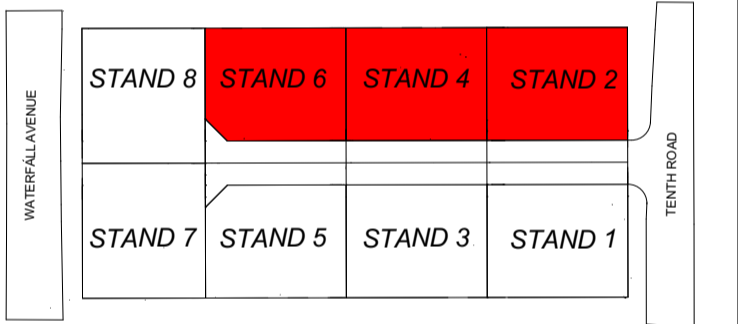 STAND 8 STAND 6 STAND 4 STAND 2
WATERFALL AVENUE
TENTH ROAD
STAND 7 STAND 5 STAND 3 STAND 1